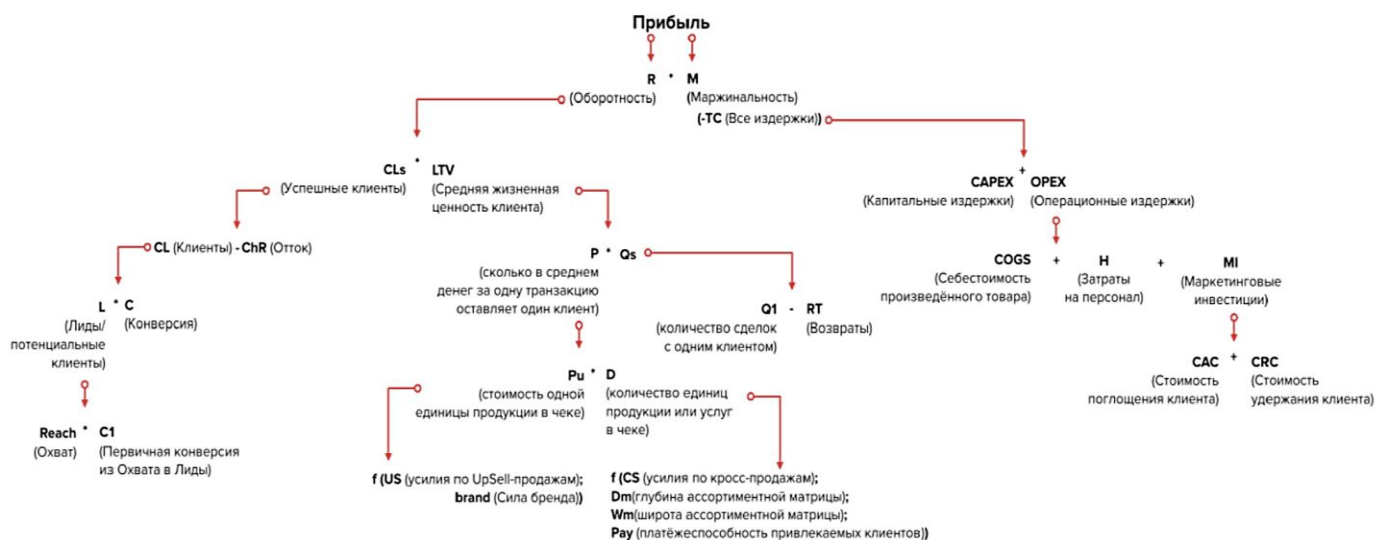 Прибыль
R * M
(Оборотность) (Маржинальность)
(-TC (Все издержки))
CLs * LTV
(Успешные клиенты) (Средняя жизненная
ценность клиента)
CAPEX + OPEX
(Капитальные издержки) (Операционные издержки)
CL (Клиенты) - ChR (Отток)
P * Qs
(сколько в среднем
денег за одну транзакцию
оставляет один клиент)
COGS + H + MI
(Себестоимость
произведённого товара)
(Затраты
на персонал)
(Маркетинговые
инвестиции)
L * C
(Лиды/
потенциальные
клиенты)
(Конверсия)
Q1 - RT
(количество сделок
с одним клиентом)
(Возвраты)
CAC + CRC
(Стоимость
поглощения клиента)
(Стоимость
удержания клиента)
Pu * D
(стоимость одной
единицы продукции в чеке)
(количество единиц
продукции или услуг
в чеке)
Reach * C1
(Охват)
(Первичная конверсия
из Охвата в Лиды)
f (US (усилия по UpSell-продажам);
brand (Сила бренда))
f (CS (усилия по кросс-продажам);
Dm(глубина ассортиментной матрицы);
Wm(широта ассортиментной матрицы);
Pay (платёжеспособность привлекаемых клиентов))